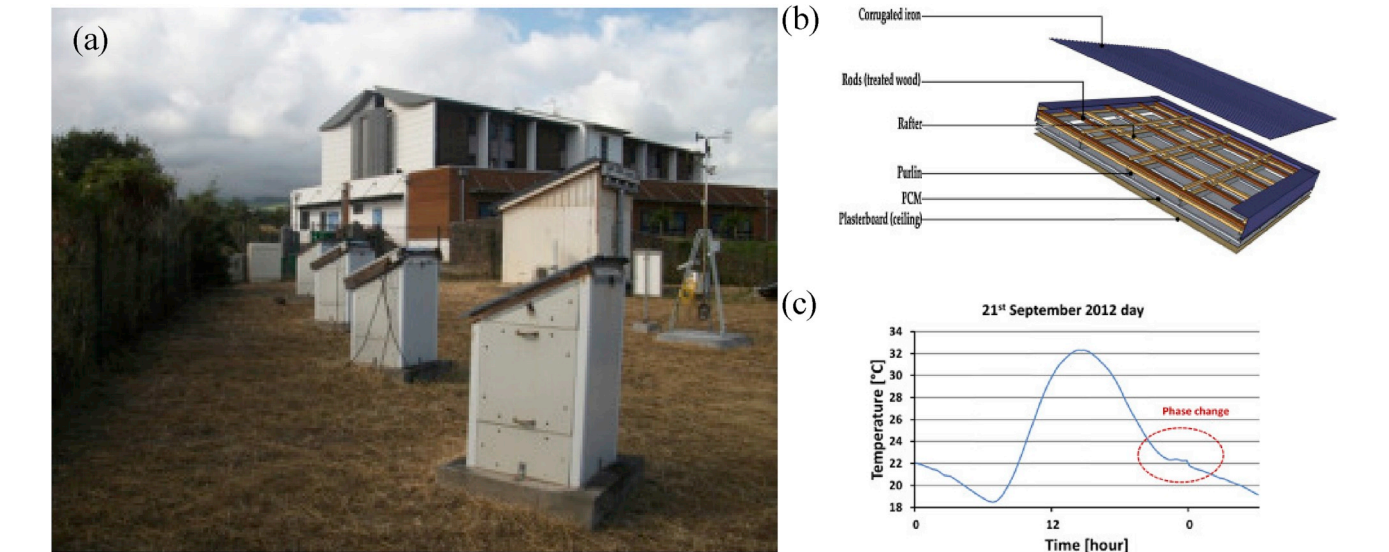 (a)
(b)
Corrugated iron
Rods (treated wood)
Rafter
Purlin
PCM
Plasterboard (ceiling)
(c)
21st September 2012 day
Temperature [°C]
34
32
30
28
26
24
22
20
18
Phase change
0
12
0
Time [hour]